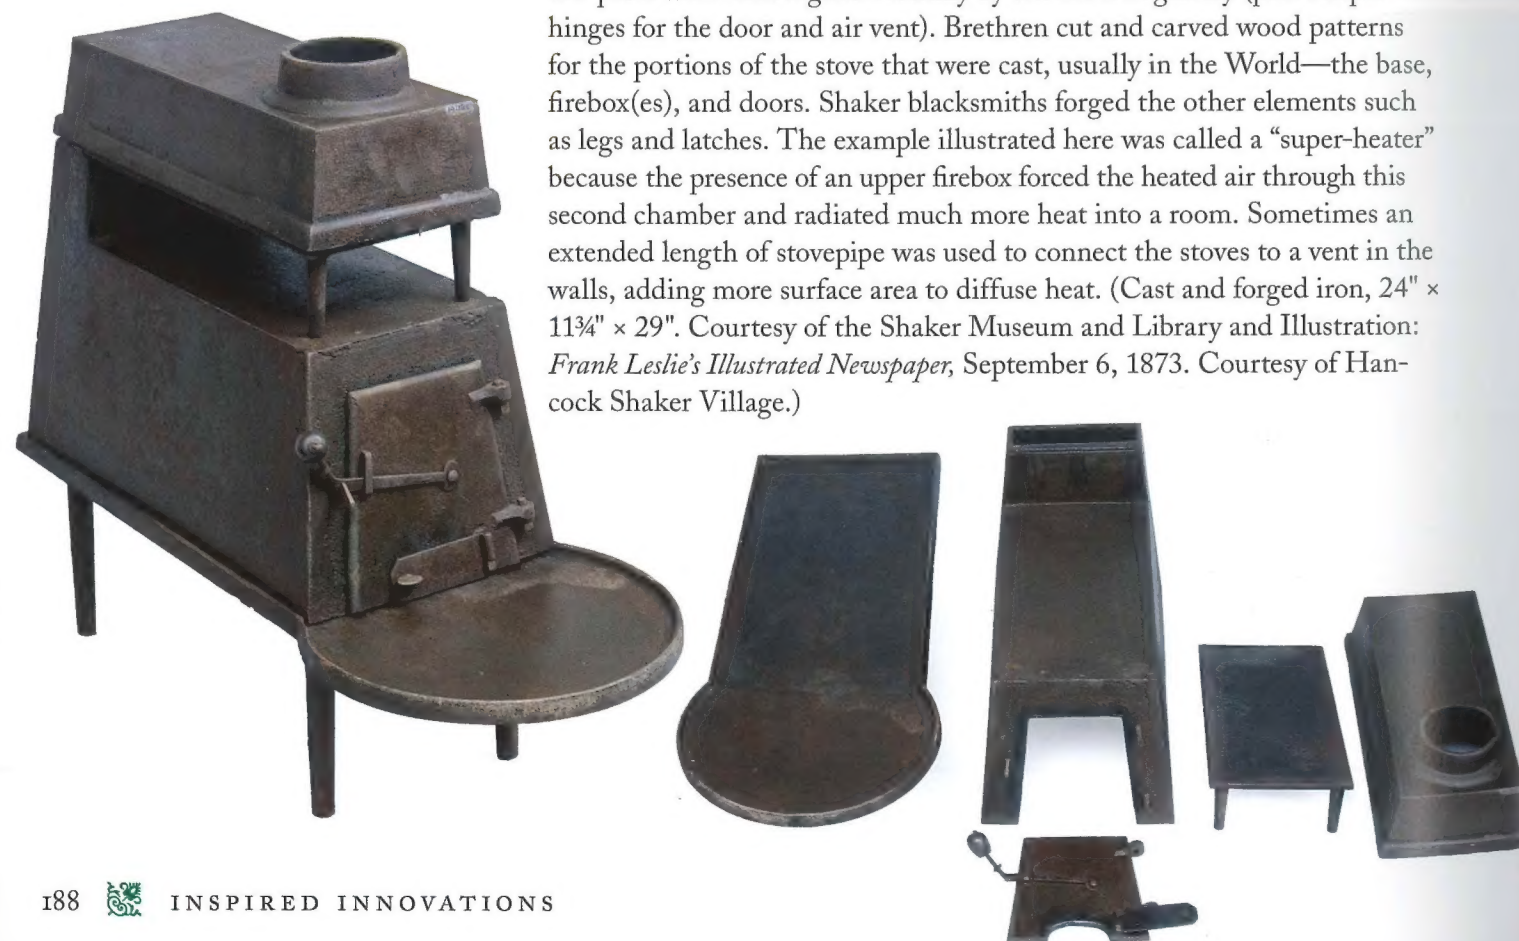 hinges for the door and air vent). Brethren cut and carved wood patterns
for the portions of the stove that were cast, usually in the World—the base,
firebox(es), and doors. Shaker blacksmiths forged the other elements such
as legs and latches. The example illustrated here was called a “super-heater”
because the presence of an upper firebox forced the heated air through this
second chamber and radiated much more heat into a room. Sometimes an
extended length of stovepipe was used to connect the stoves to a vent in the
walls, adding more surface area to diffuse heat. (Cast and forged iron, 24" ×
11¾" × 29". Courtesy of the Shaker Museum and Library and Illustration:
Frank Leslie’s Illustrated Newspaper, September 6, 1873. Courtesy of Han-
cock Shaker Village.)
188 INSPIRED INNOVATIONS